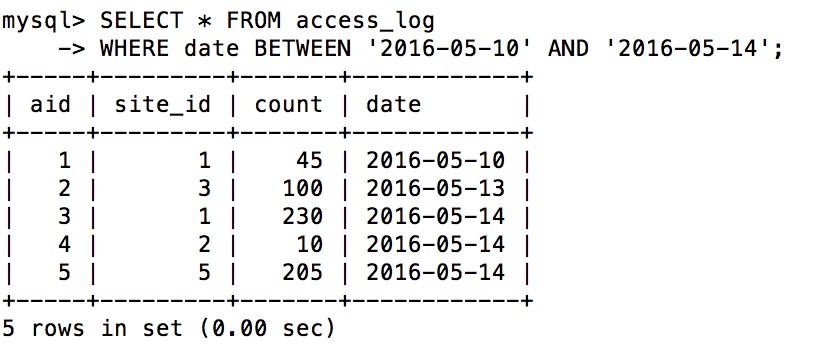 mysql> SELECT * FROM access_log
    -> WHERE date BETWEEN '2016-05-10' AND '2016-05-14';
+-----+---------+-------+------------+
| aid | site_id | count | date       |
+-----+---------+-------+------------+
|   1 |       1 |    45 | 2016-05-10 |
|   2 |       3 |   100 | 2016-05-13 |
|   3 |       1 |   230 | 2016-05-14 |
|   4 |       2 |    10 | 2016-05-14 |
|   5 |       5 |   205 | 2016-05-14 |
+-----+---------+-------+------------+
5 rows in set (0.00 sec)